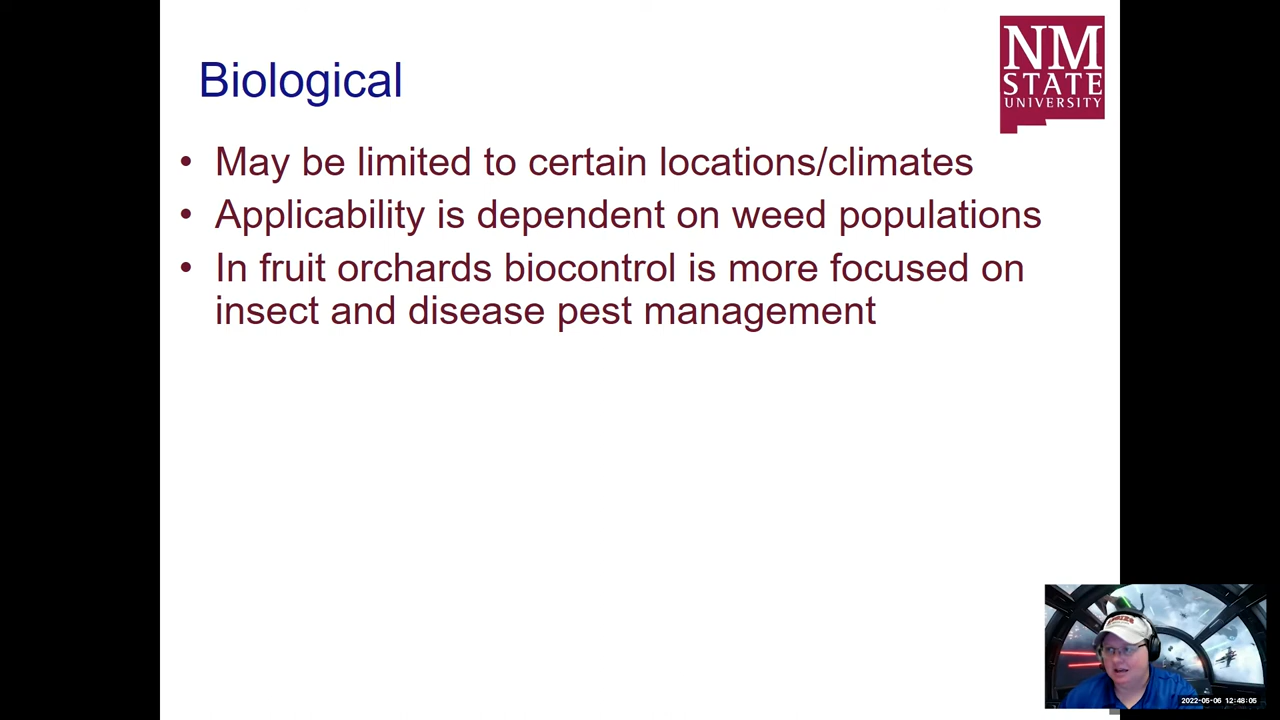 Biological
NM
STATE
UNIVERSITY
• May be limited to certain locations/climates
• Applicability is dependent on weed populations
• In fruit orchards biocontrol is more focused on
insect and disease pest management
2022-05-06 12:48:05